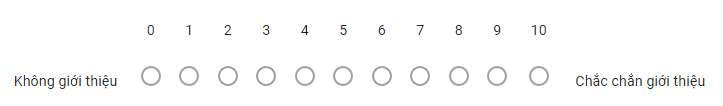 0 1 2 3 4 5 6 7 8 9 10
Không giới thiệu Chắc chắn giới thiệu